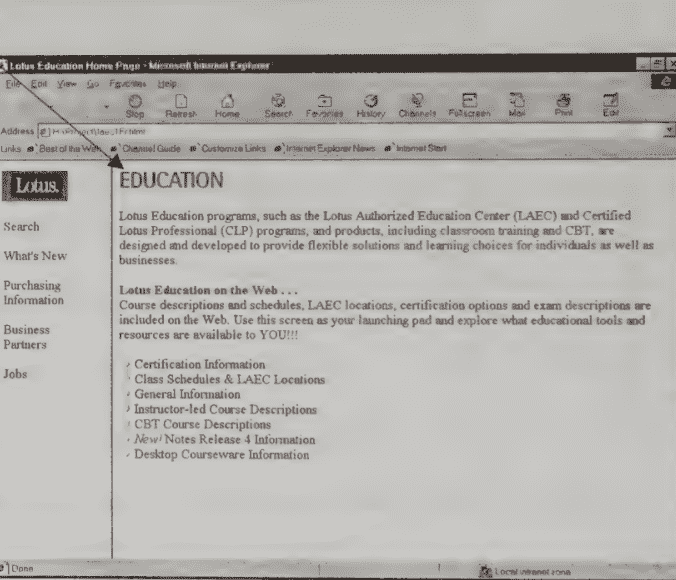 Lotus Education Home Page - Microsoft Internet Explorer
File Edit View Go Favorites Help
Stop Refresh Home Search Favorites History Channels Fullscreen Mail Print Edit
Address
Links Best of the Web Channel Guide Customize Links Internet Explorer News Internet Start
Lotus.
Search
What's New
Purchasing
Information
Business
Partners
Jobs
EDUCATION
Lotus Education programs, such as the Lotus Authorized Education Center (LAEC) and Certified
Lotus Professional (CLP) programs, and products, including classroom training and CBT, are
designed and developed to provide flexible solutions and learning choices for individuals as well as
businesses.
Lotus Education on the Web . . .
Course descriptions and schedules, LAEC locations, certification options and exam descriptions are
included on the Web. Use this screen as your launching pad and explore what educational tools and
resources are available to YOU!!!
Certification Information
Class Schedules & LAEC Locations
General Information
Instructor-led Course Descriptions
CBT Course Descriptions
New! Notes Release 4 Information
Desktop Courseware Information
Done
Local intranet zone